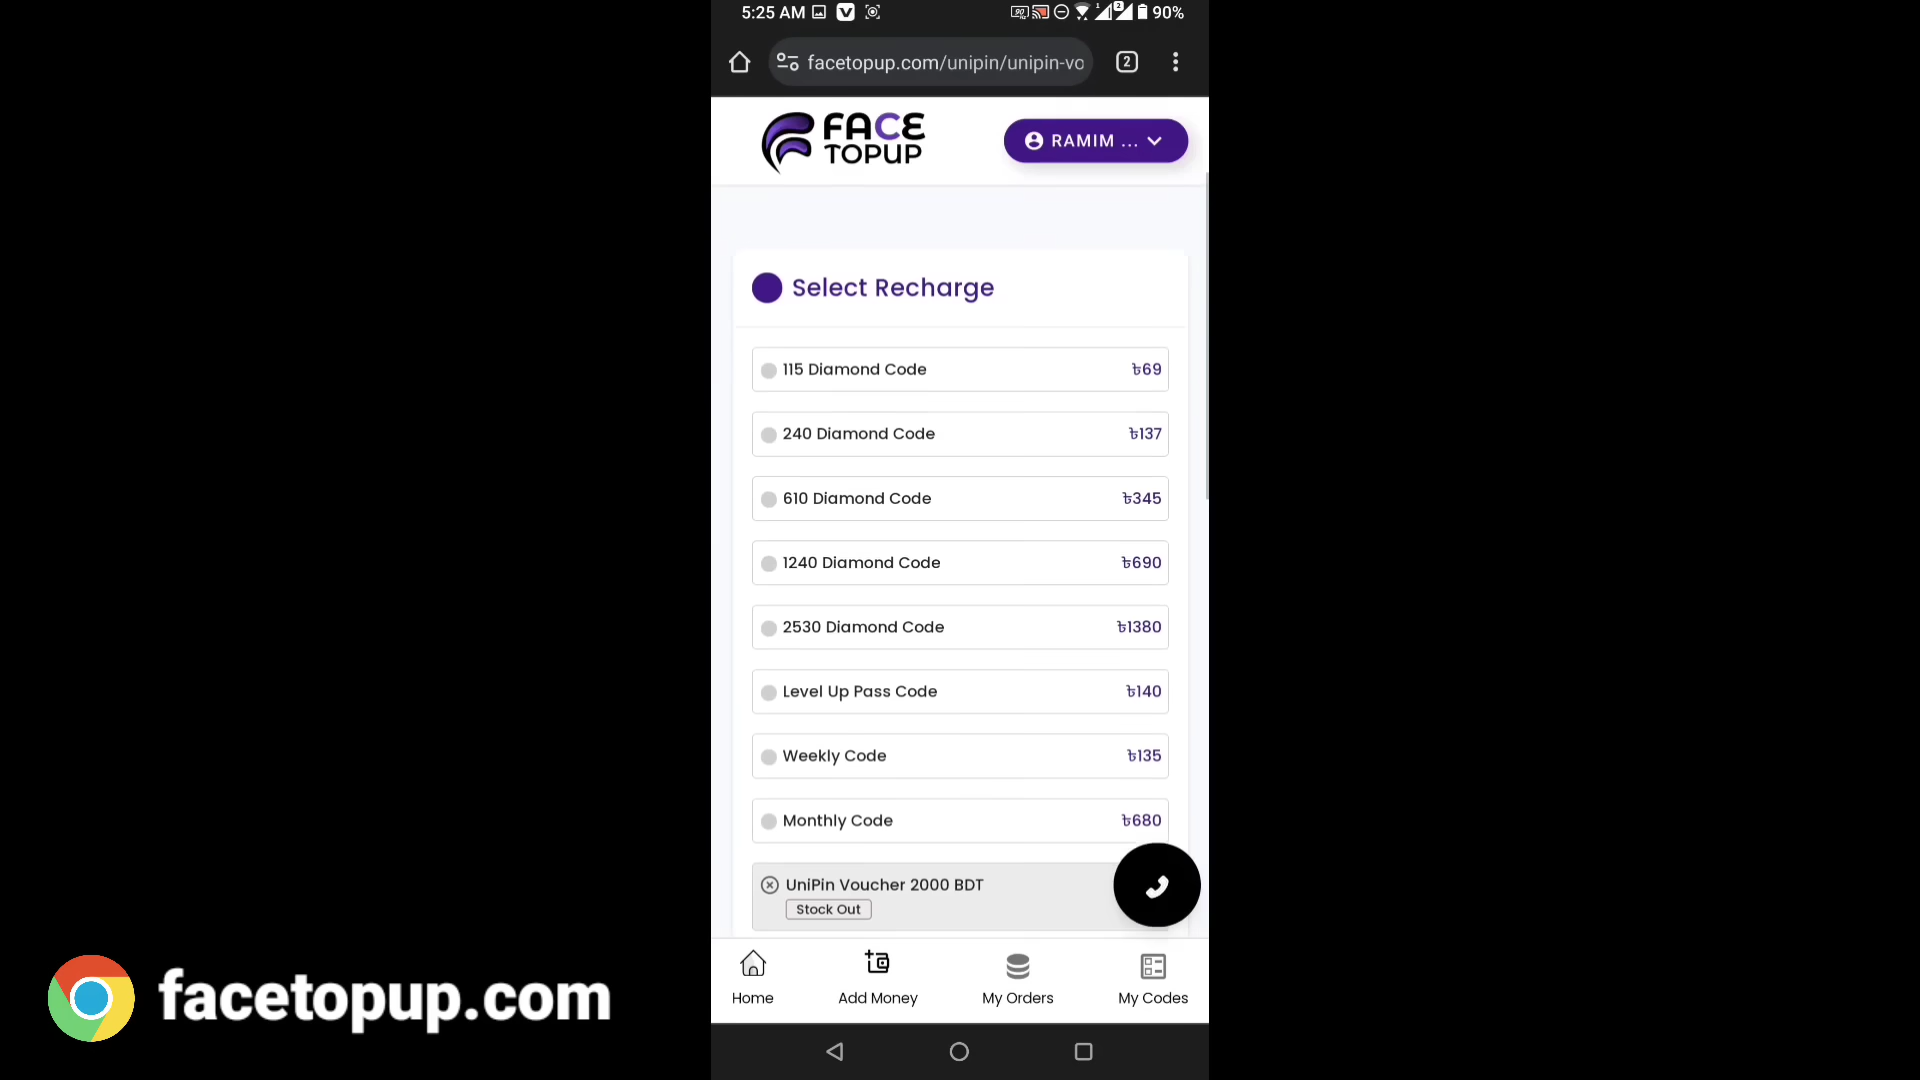 5:25 AM
90%
facetopup.com/unipin/unipin-vo
2
FACE
TOPUP
RAMIM ...
Select Recharge
115 Diamond Code ৳69
240 Diamond Code ৳137
610 Diamond Code ৳345
1240 Diamond Code ৳690
2530 Diamond Code ৳1380
Level Up Pass Code ৳140
Weekly Code ৳135
Monthly Code ৳680
UniPin Voucher 2000 BDT
Stock Out
Home
Add Money
My Orders
My Codes
facetopup.com